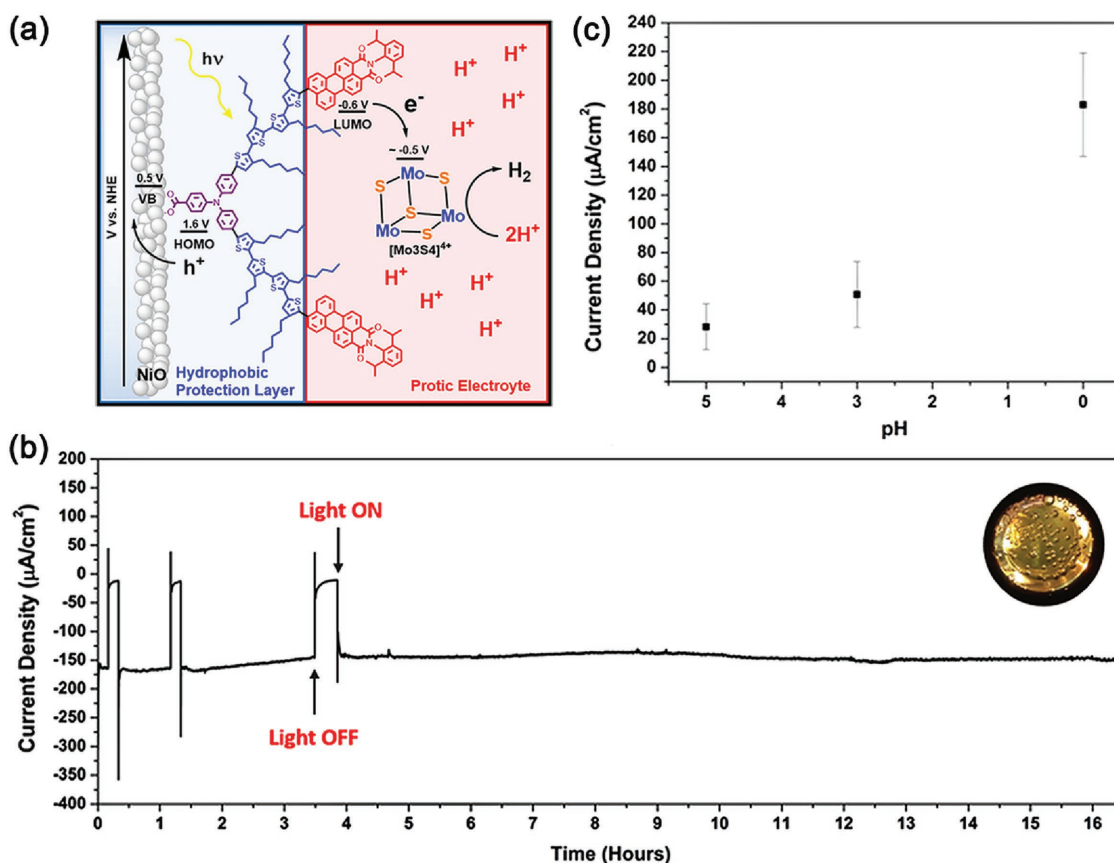 (a)
V vs. NHE
hν
H⁺
H⁺
H⁺
H⁺
H⁺
-0.6 V
LUMO
e⁻
~ -0.5 V
0.5 V
VB
1.6 V
HOMO
h⁺
O
O
N
S
S
S
S
S
S
S
S
O
N
O
O
N
O
Mo
S
S
S
Mo
Mo
S
[Mo3S4]⁴⁺
H₂
2H⁺
H⁺
H⁺
H⁺
H⁺
H⁺
NiO
Hydrophobic
Protection Layer
Protic Electroyte
(c)
Current Density (µA/cm²)
240
220
200
180
160
140
120
100
80
60
40
20
0
5
4
3
2
1
0
pH
(b)
Current Density (µA/cm²)
200
150
100
50
0
-50
-100
-150
-200
-250
-300
-350
-400
Light ON
Light OFF
0
1
2
3
4
5
6
7
8
9
10
11
12
13
14
15
16
Time (Hours)